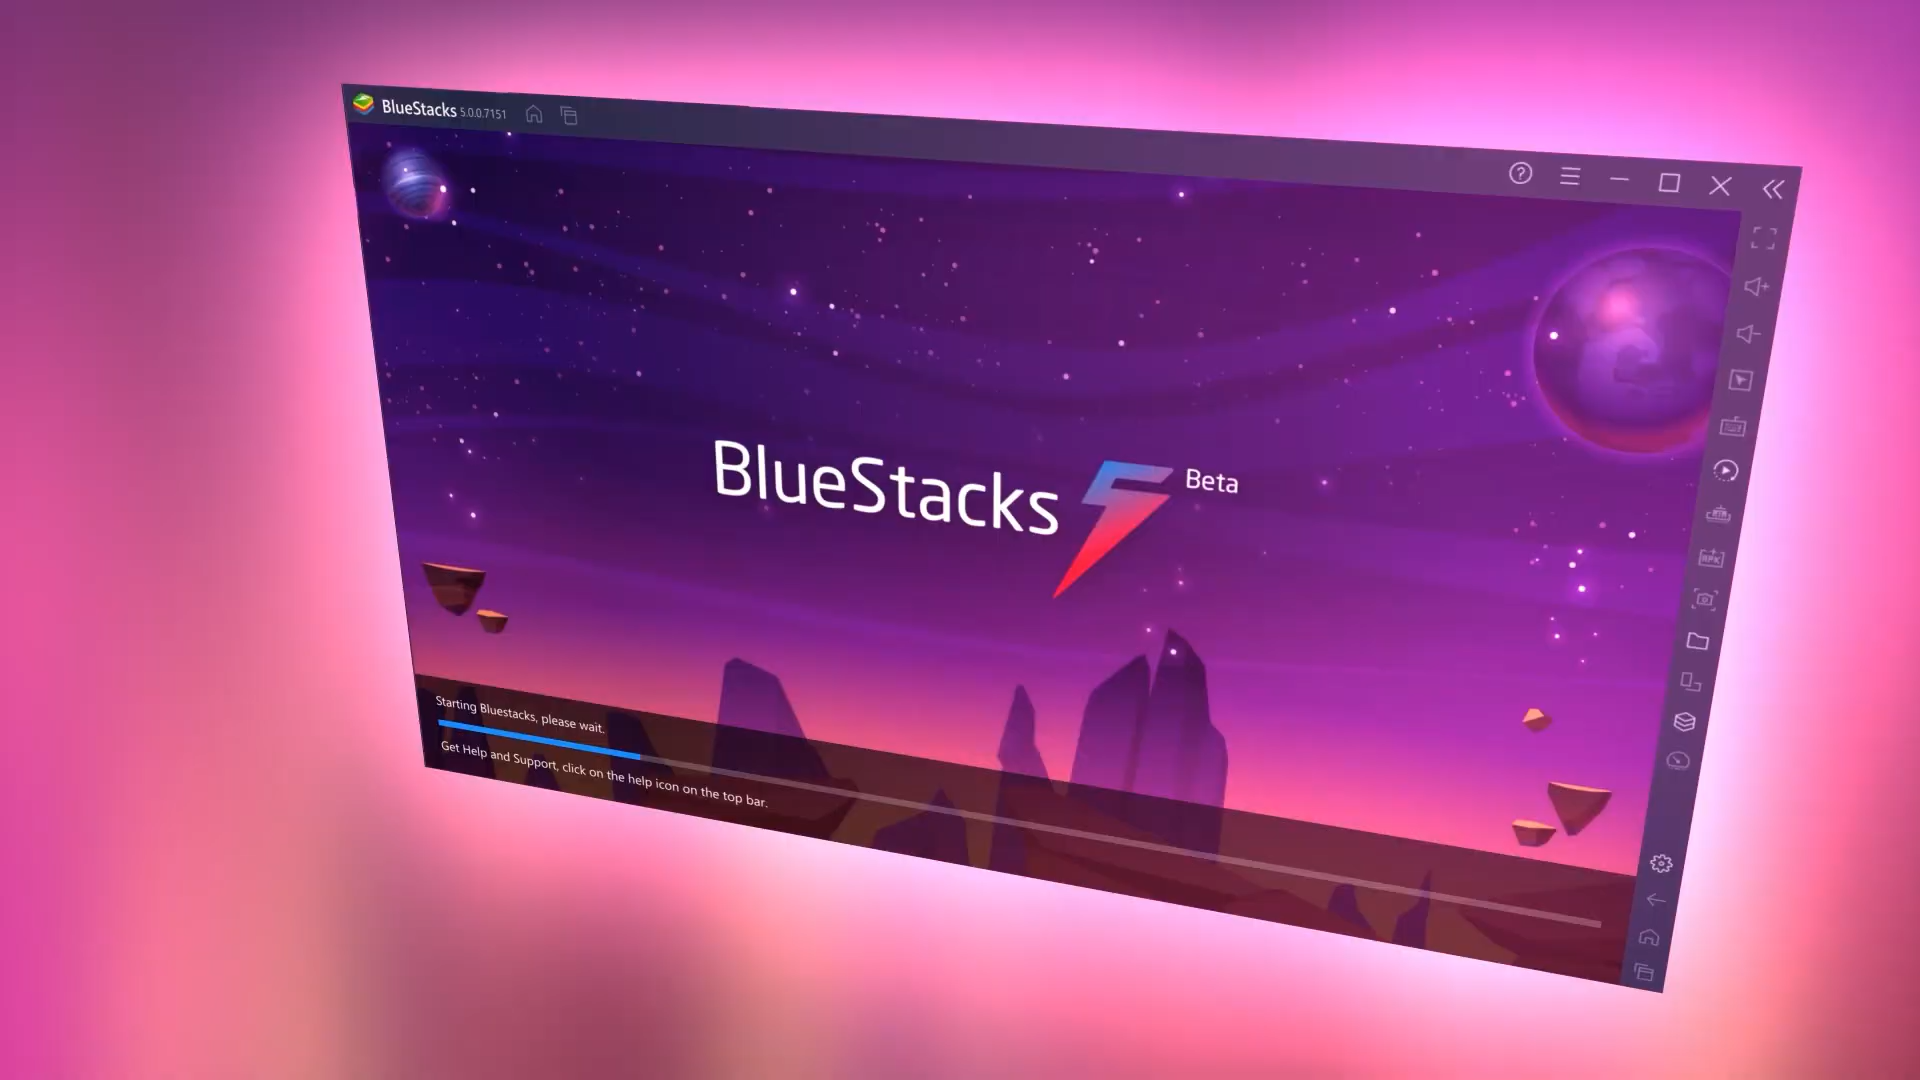 BlueStacks 5.0.0.7151
BlueStacks 5 Beta
Starting Bluestacks, please wait.
Get Help and Support, click on the help icon on the top bar.